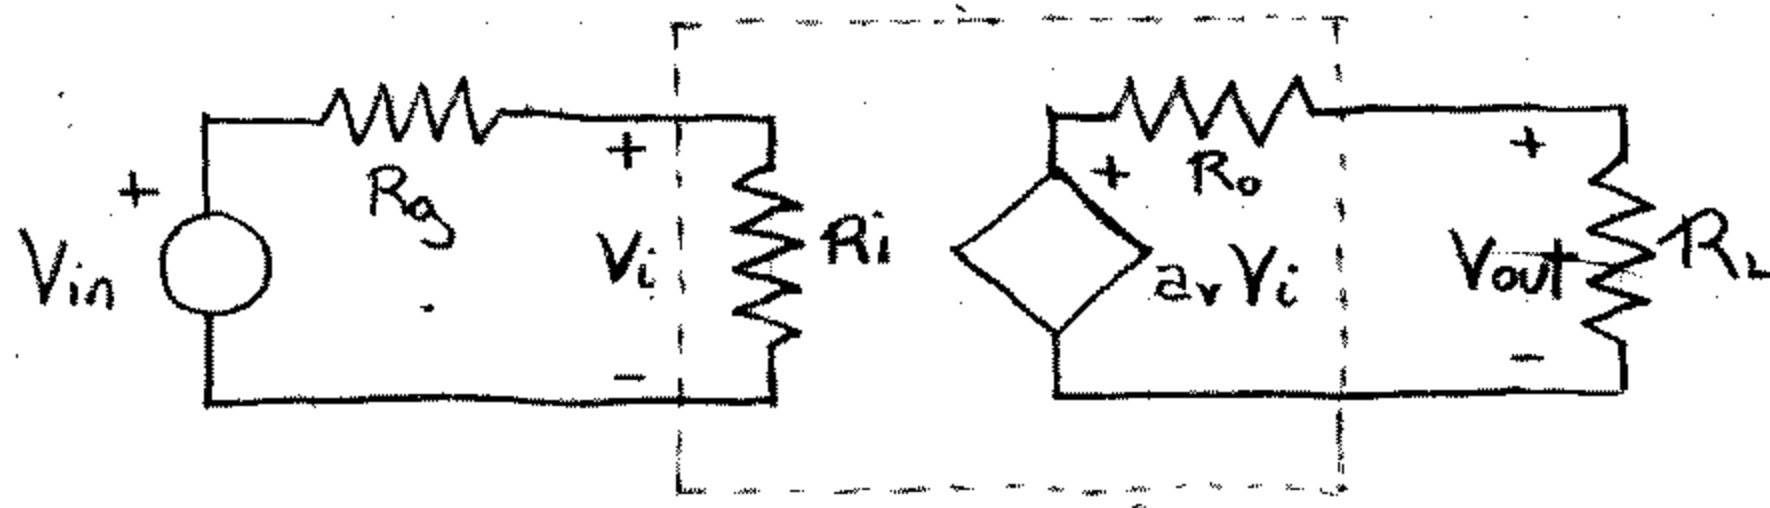 + Rg + + Ro +
Vin Vi Ri avVi Vout RL
- -